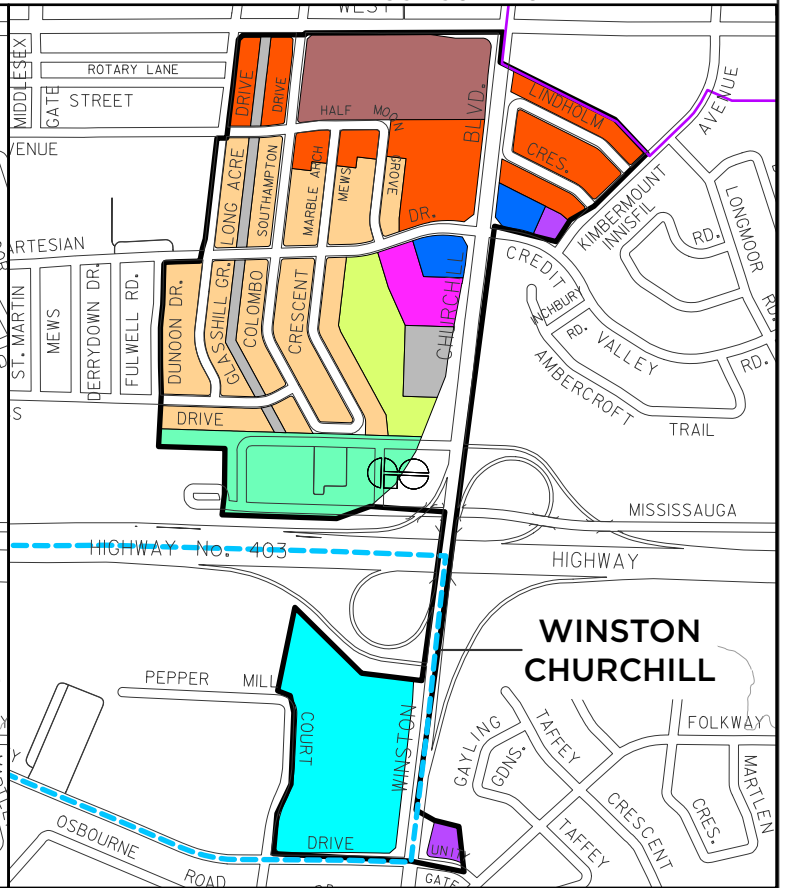 WEST
MIDDLESEX
GATE
ROTARY LANE
STREET
DRIVE
DRIVE
HALF MOON
GROVE
BLVD.
LINDHOLM
CRES.
AVENUE
LONG ACRE
SOUTHAMPTON
MARBLE ARCH
MEWS
DR.
KIMBERMOUNT
INNISFIL
RD.
LONGMOOR
RD.
ST. MARTIN
MEWS
DERRYDOWN DR.
FULWELL RD.
DUNOON DR.
GLASSHILL GR.
COLOMBO
CRESCENT
CHURCHILL
CREDIT
VALLEY
RD.
INCHBURY
RD.
AMBERCROFT
TRAIL
S
DRIVE
MISSISSAUGA
HIGHWAY No. 403
HIGHWAY
WINSTON
CHURCHILL
PEPPER MILL
COURT
WINSTON
GAYLING
GDNS.
TAFFEY
CRESCENT
FOLKWAY
MARTLEN
CRES.
TAFFEY
OSBOURNE
ROAD
DRIVE
UNITY
GATE